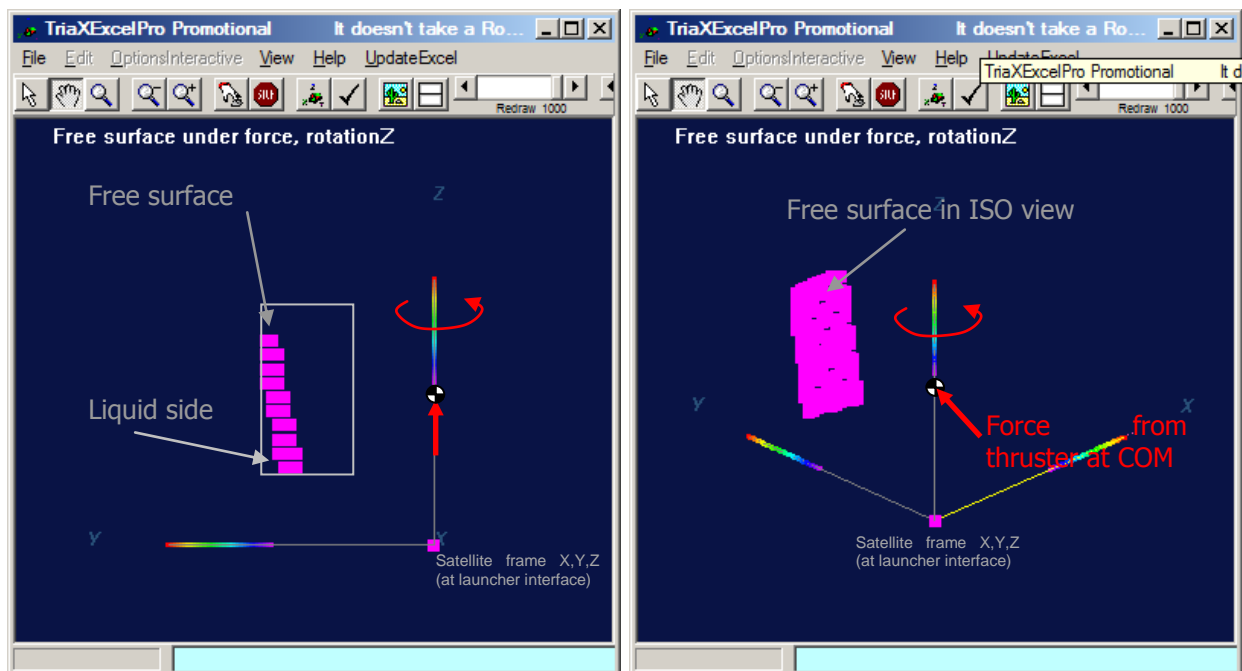 TriaXExcelPro Promotional It doesn't take a Ro...
File Edit OptionsInteractive View Help UpdateExcel
Redraw 1000
Free surface under force, rotationZ
Free surface
Z
Liquid side
Y
X
Satellite frame X,Y,Z
(at launcher interface)
TriaXExcelPro Promotional It doesn't take a Ro...
File Edit OptionsInteractive View Help UpdateExcel
TriaXExcelPro Promotional It d
Redraw 1000
Free surface under force, rotationZ
Z
Free surface in ISO view
Y
X
Force from
thruster at COM
Satellite frame X,Y,Z
(at launcher interface)